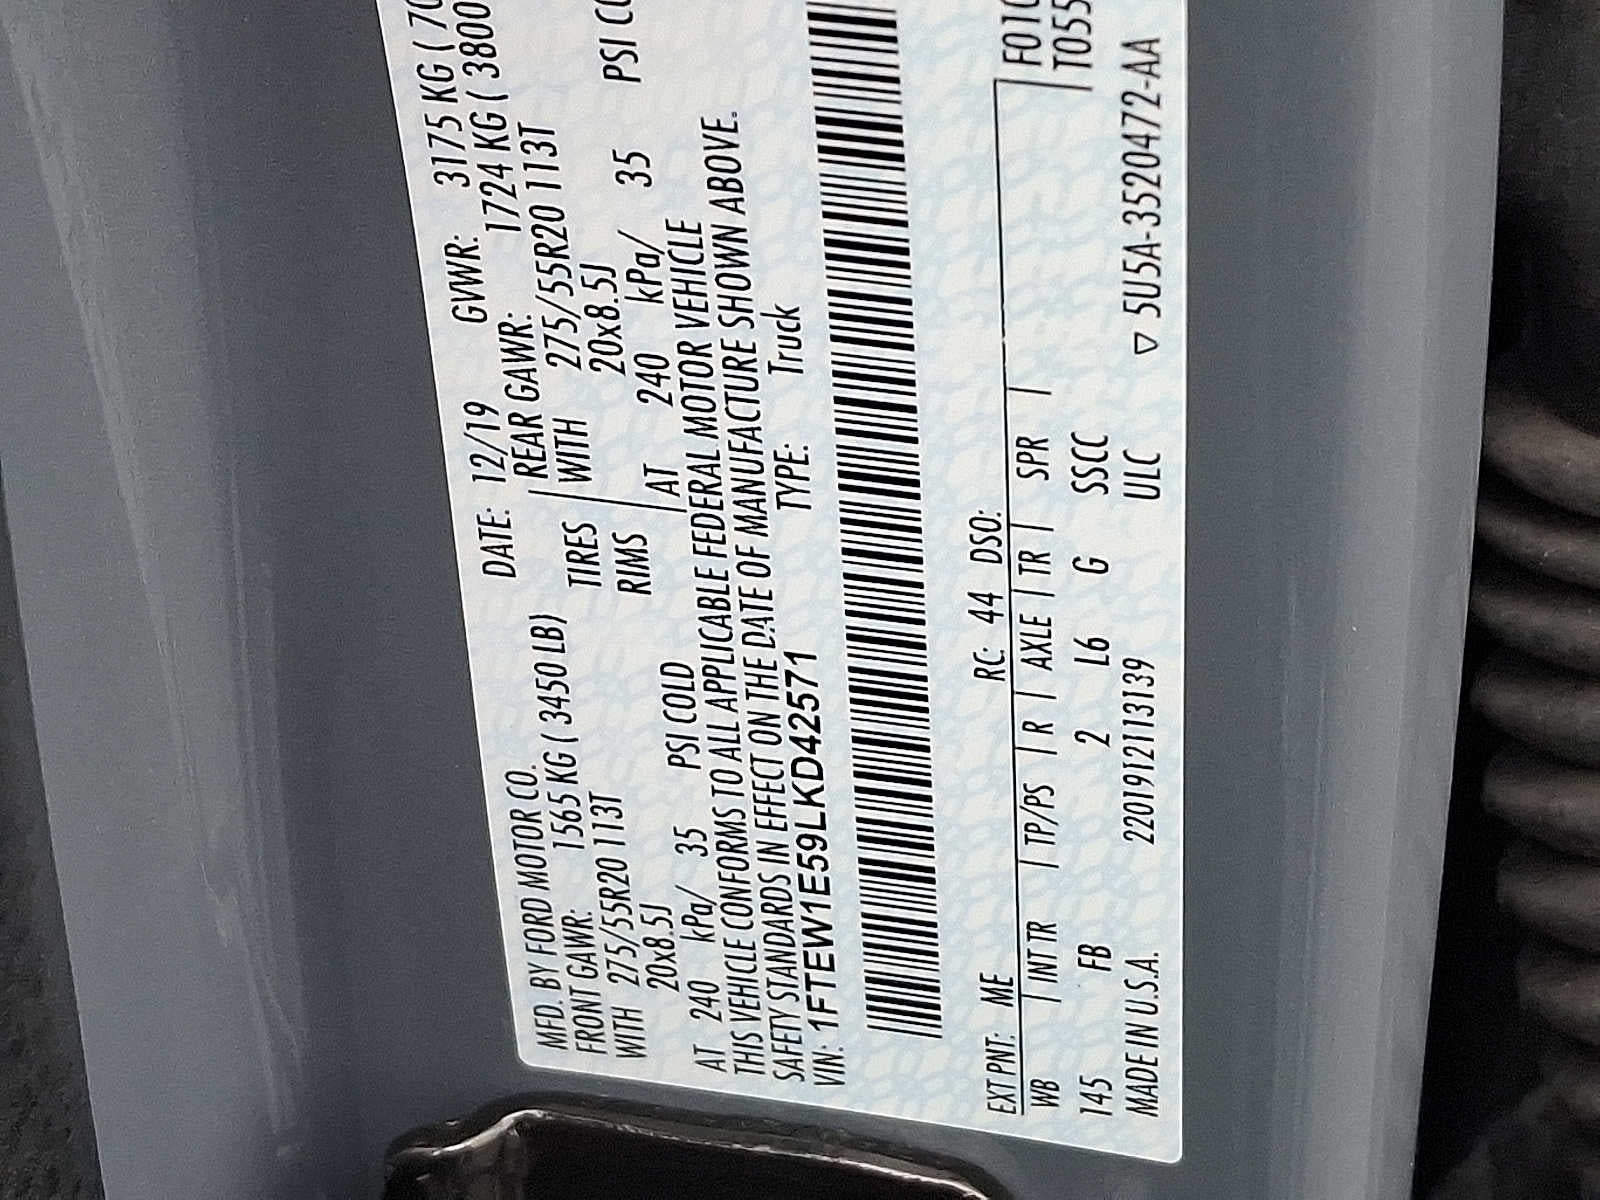 MFD. BY FORD MOTOR CO.
DATE: 12/19 GVWR: 3175 KG
FRONT GAWR: 1565 KG ( 3450 LB)
REAR GAWR: 1724 KG ( 3800
WITH 275/55R20 113T TIRES WITH 275/55R20 113T
20x8.5J RIMS 20x8.5J
AT 240 kPa/ 35 PSI COLD AT 240 kPa/ 35 PSI
THIS VEHICLE CONFORMS TO ALL APPLICABLE FEDERAL MOTOR VEHICLE
SAFETY STANDARDS IN EFFECT ON THE DATE OF MANUFACTURE SHOWN ABOVE.
VIN: 1FTEW1E59LKD42571 TYPE: Truck
EXT PNT: ME RC: 44 DSO:
WB | INT TR | TP/PS | R | AXLE | TR | SPR |
145 FB 2 L6 G SSCC
MADE IN U.S.A. 220191211 3139 ULC
▽ 5U5A-3520472-AA